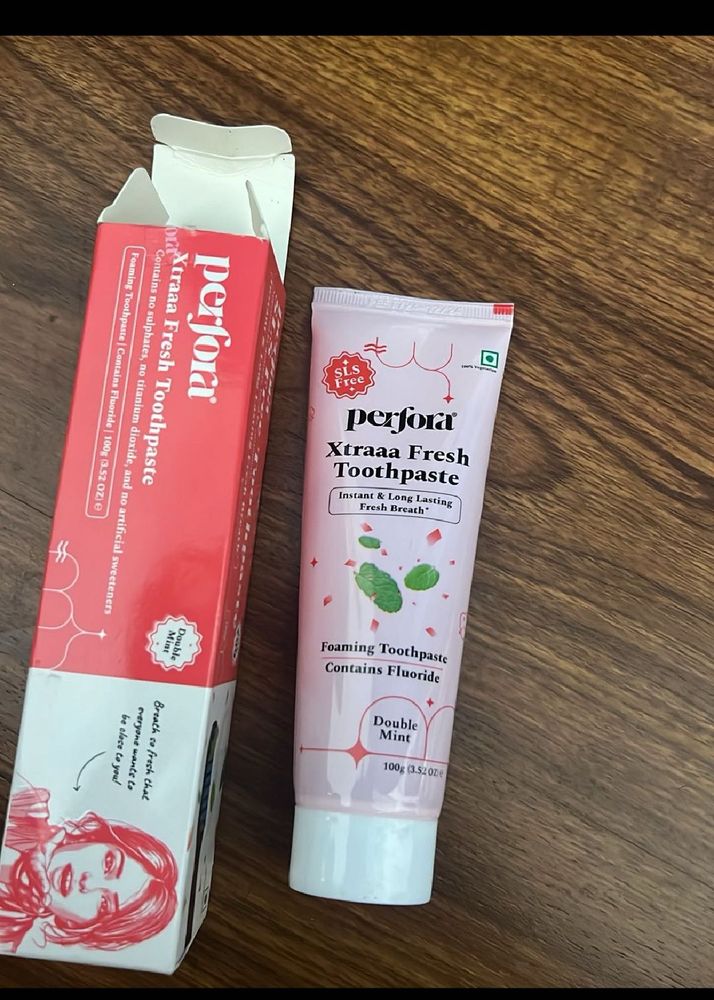 perfora®
Xtraaa Fresh Toothpaste
Contains no sulphates, no titanium dioxide, and no artificial sweeteners
Foaming Toothpaste | Contains Fluoride | 100g (3.52 OZ) e
Double
Mint
Breath so fresh that
everyone wants to
be close to you!
SLS
Free
100% Vegetarian
perfora®
Xtraaa Fresh
Toothpaste
Instant & Long Lasting
Fresh Breath*
Foaming Toothpaste
Contains Fluoride
Double
Mint
100g (3.52 OZ) e